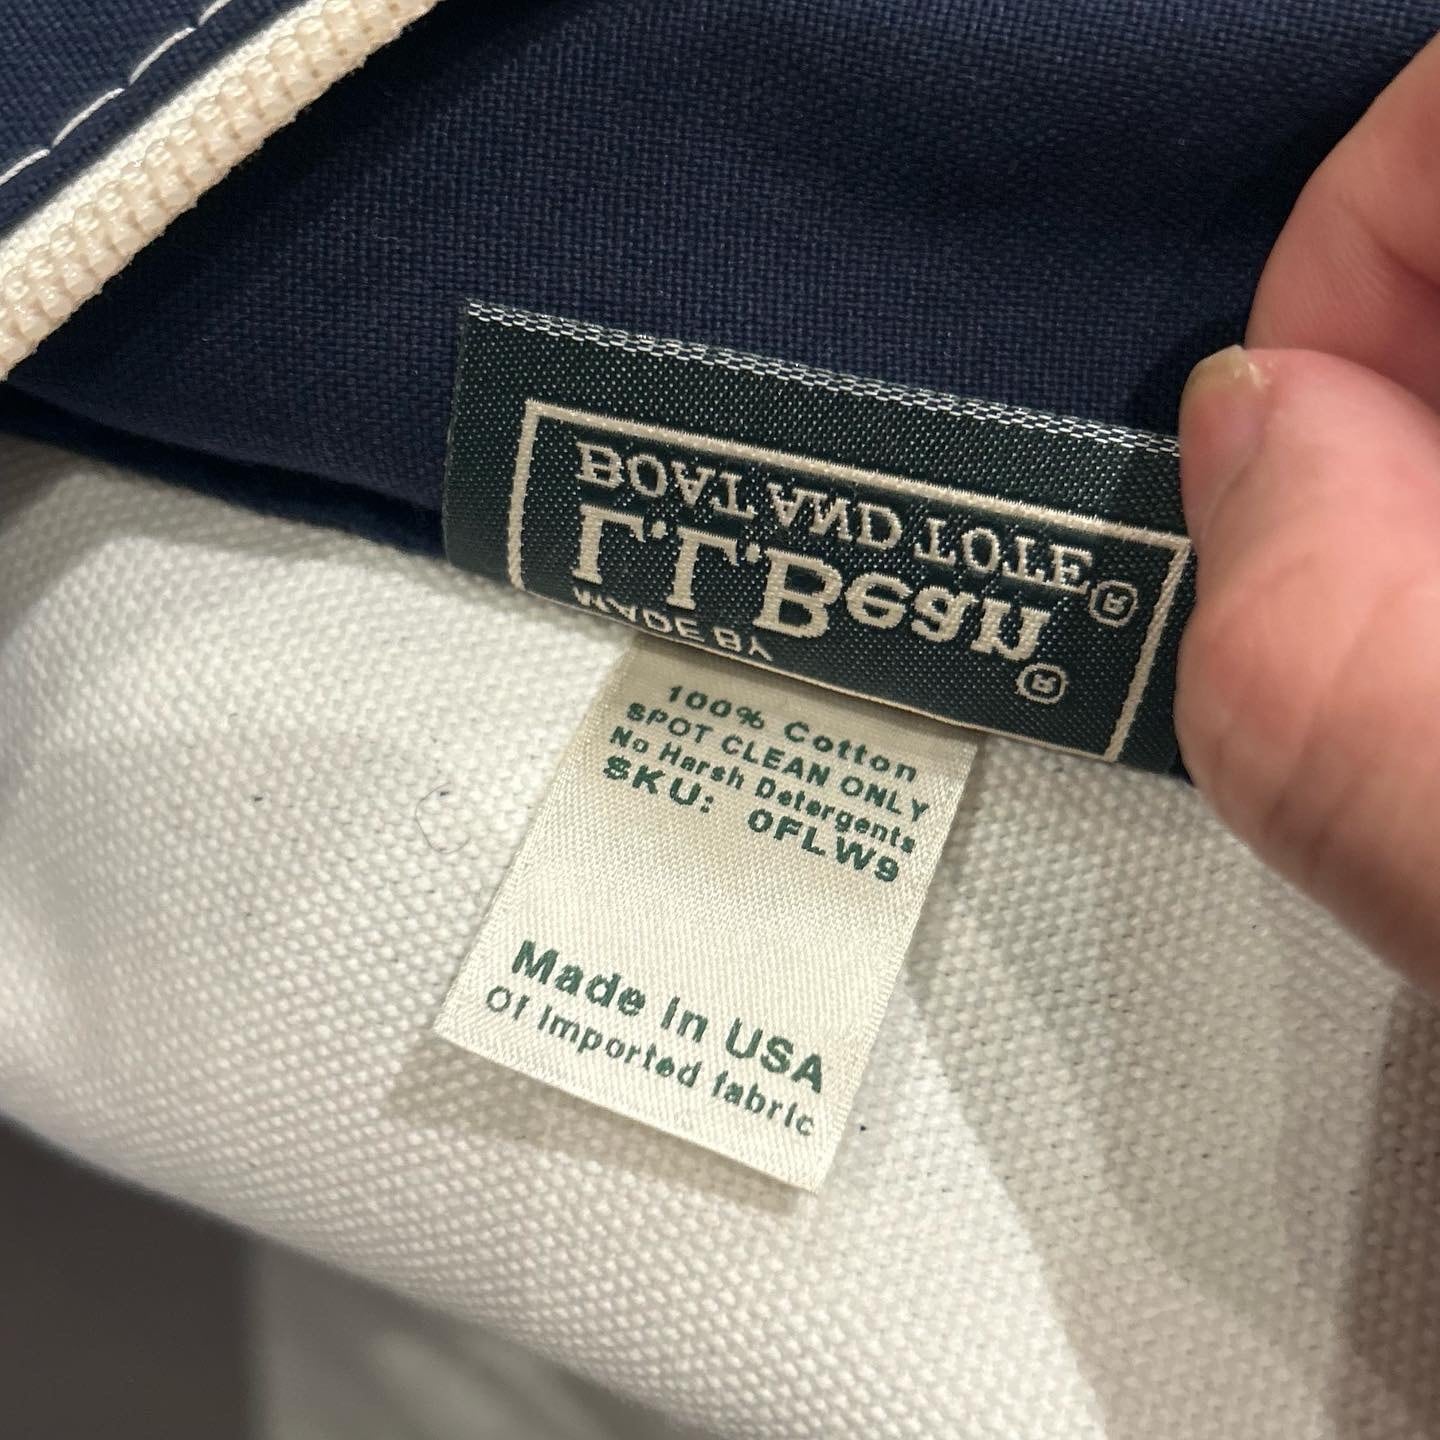 BOAT AND TOTE®
L.L.Bean®
MADE BY
100% Cotton
SPOT CLEAN ONLY
No Harsh Detergents
SKU: 0FLW9
Made in USA
Of Imported fabric